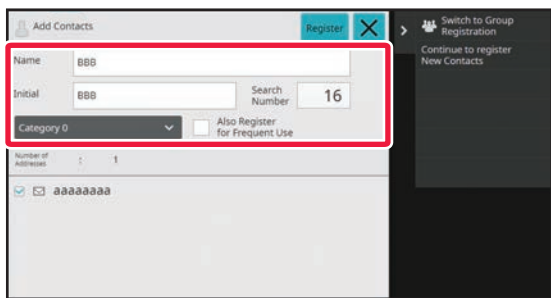 Add Contacts
Register
Name
BBB
Initial
BBB
Search
Number
16
Category 0
Also Register
for Frequent Use
Number of
Addresses
:
1
aaaaaaaa
Switch to Group
Registration
Continue to register
New Contacts